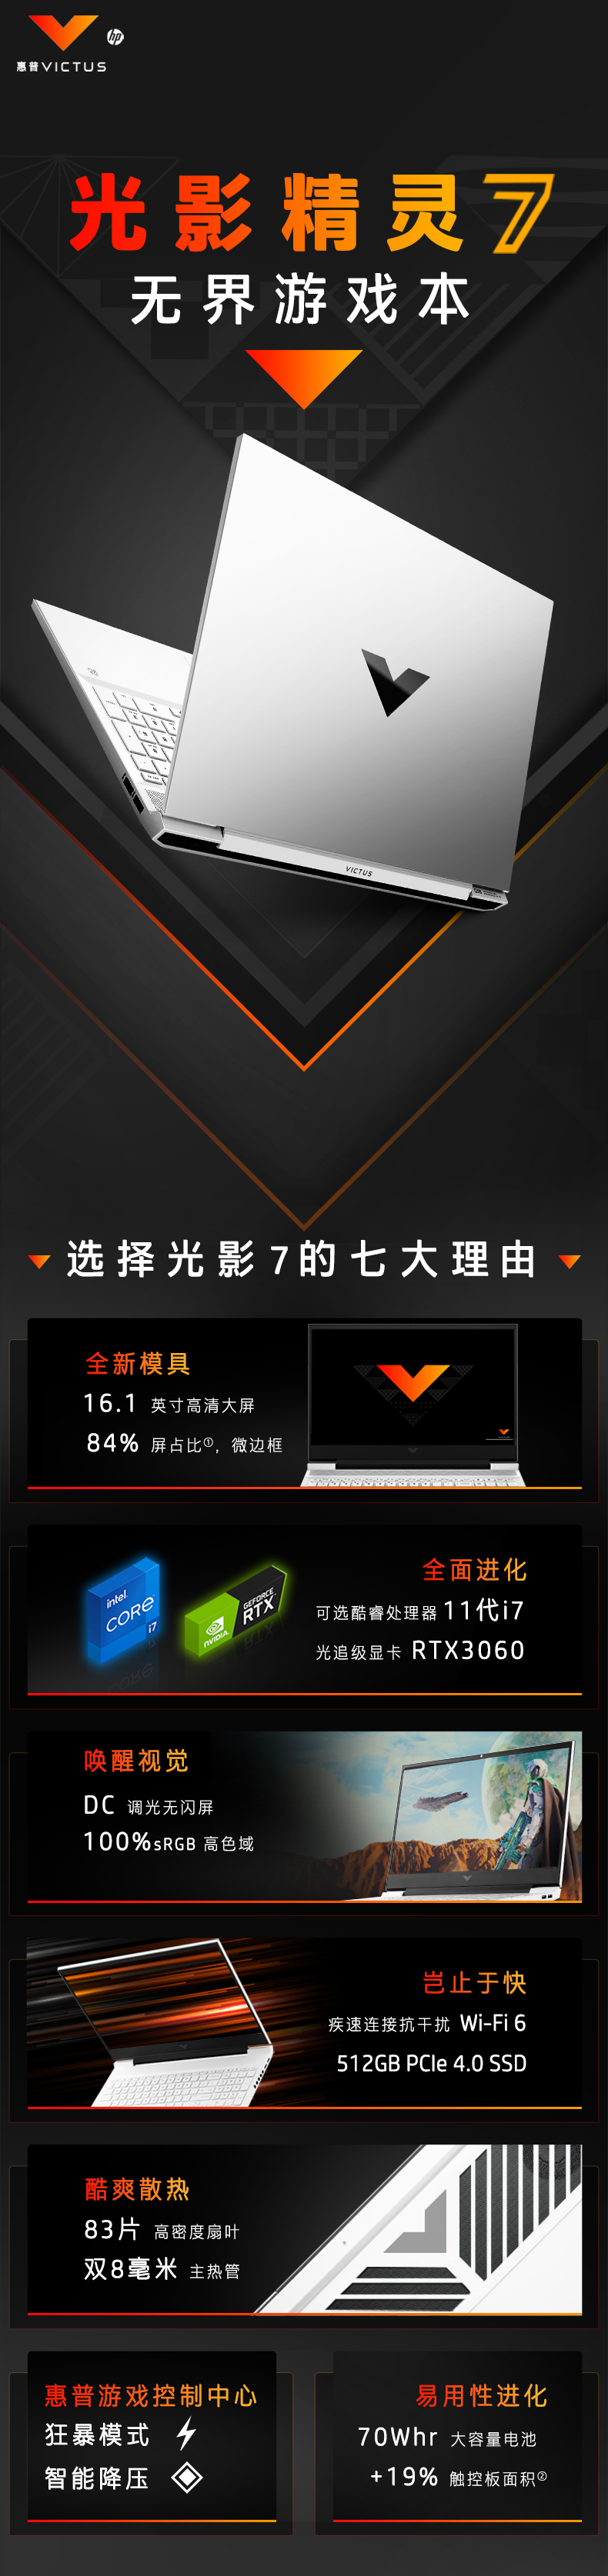 hp
惠普VICTUS
光影精灵7
无界游戏本
VICTUS
选择光影7的七大理由
全新模具
16.1 英寸高清大屏
84% 屏占比①，微边框
全面进化
intel
CORE
i7
NVIDIA
GEFORCE
RTX
可选酷睿处理器 11代i7
光追级显卡 RTX3060
唤醒视觉
DC 调光无闪屏
100%sRGB 高色域
岂止于快
疾速连接抗干扰 Wi-Fi 6
512GB PCIe 4.0 SSD
酷爽散热
83片 高密度扇叶
双8毫米 主热管
惠普游戏控制中心
狂暴模式
智能降压
易用性进化
70Whr 大容量电池
+19% 触控板面积②